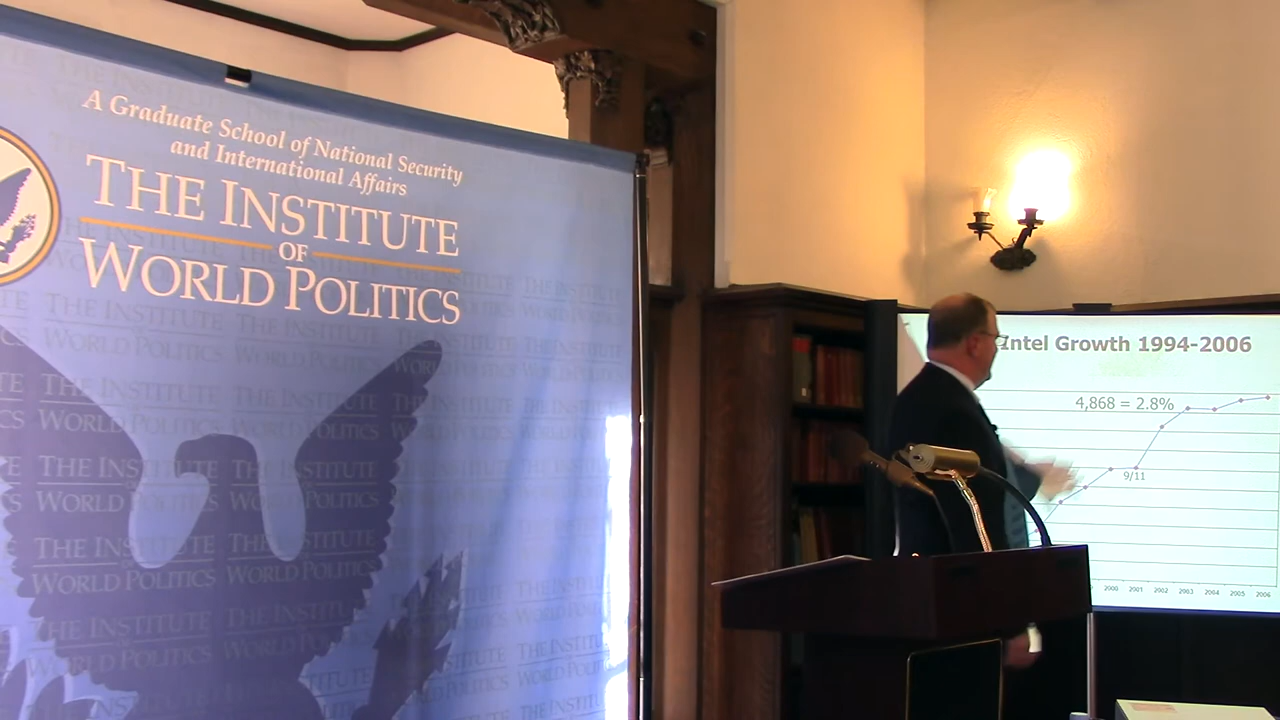 A Graduate School of National Security
and International Affairs
THE INSTITUTE
OF
WORLD POLITICS
Intel Growth 1994-2006
4,868 = 2.8%
9/11
2000 2001 2002 2003 2004 2005 2006